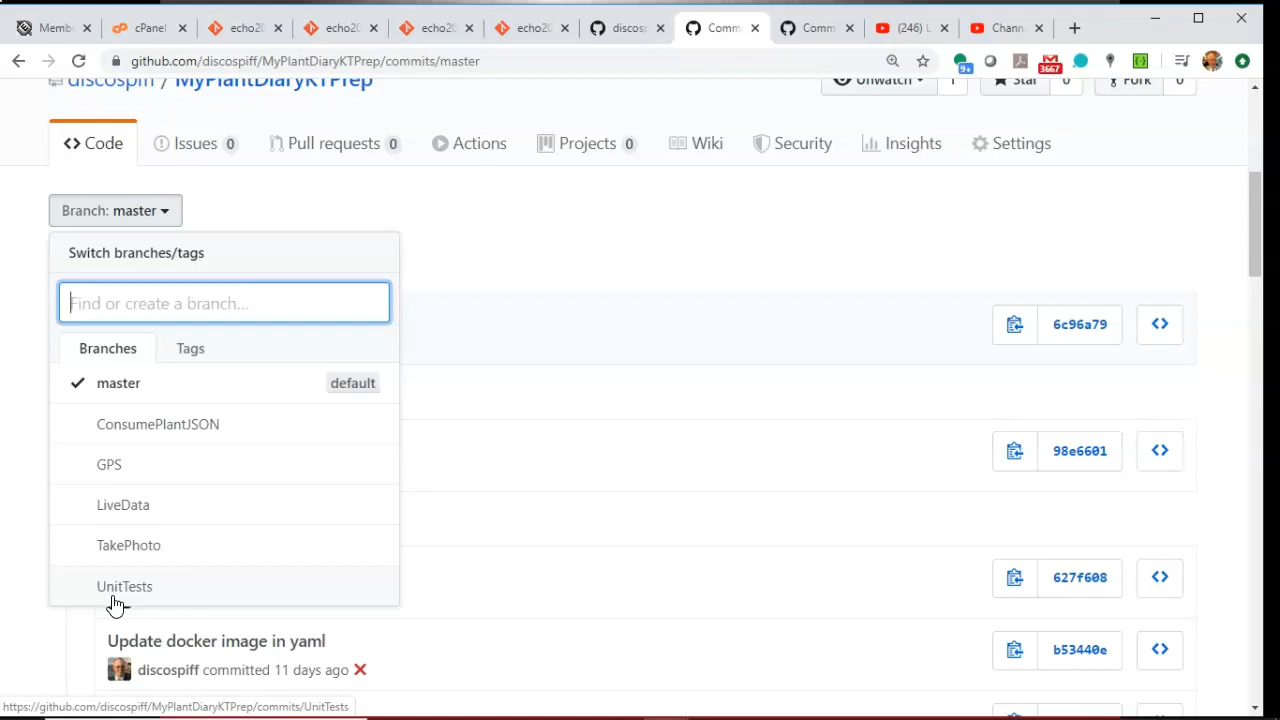 Memb
cPanel
echo20
echo20
echo20
echo20
discosp
Comm
Comm
(246) L
Chann
github.com/discospiff/MyPlantDiaryKTPrep/commits/master
9+
3667
discospiff / MyPlantDiaryKTPrep
Unwatch
1
Star
0
Fork
0
Code
Issues 0
Pull requests 0
Actions
Projects 0
Wiki
Security
Insights
Settings
Branch: master
Switch branches/tags
Find or create a branch...
Branches
Tags
master
default
ConsumePlantJSON
GPS
LiveData
TakePhoto
UnitTests
6c96a79
98e6601
627f608
Update docker image in yaml
discospiff committed 11 days ago
b53440e
https://github.com/discospiff/MyPlantDiaryKTPrep/commits/UnitTests